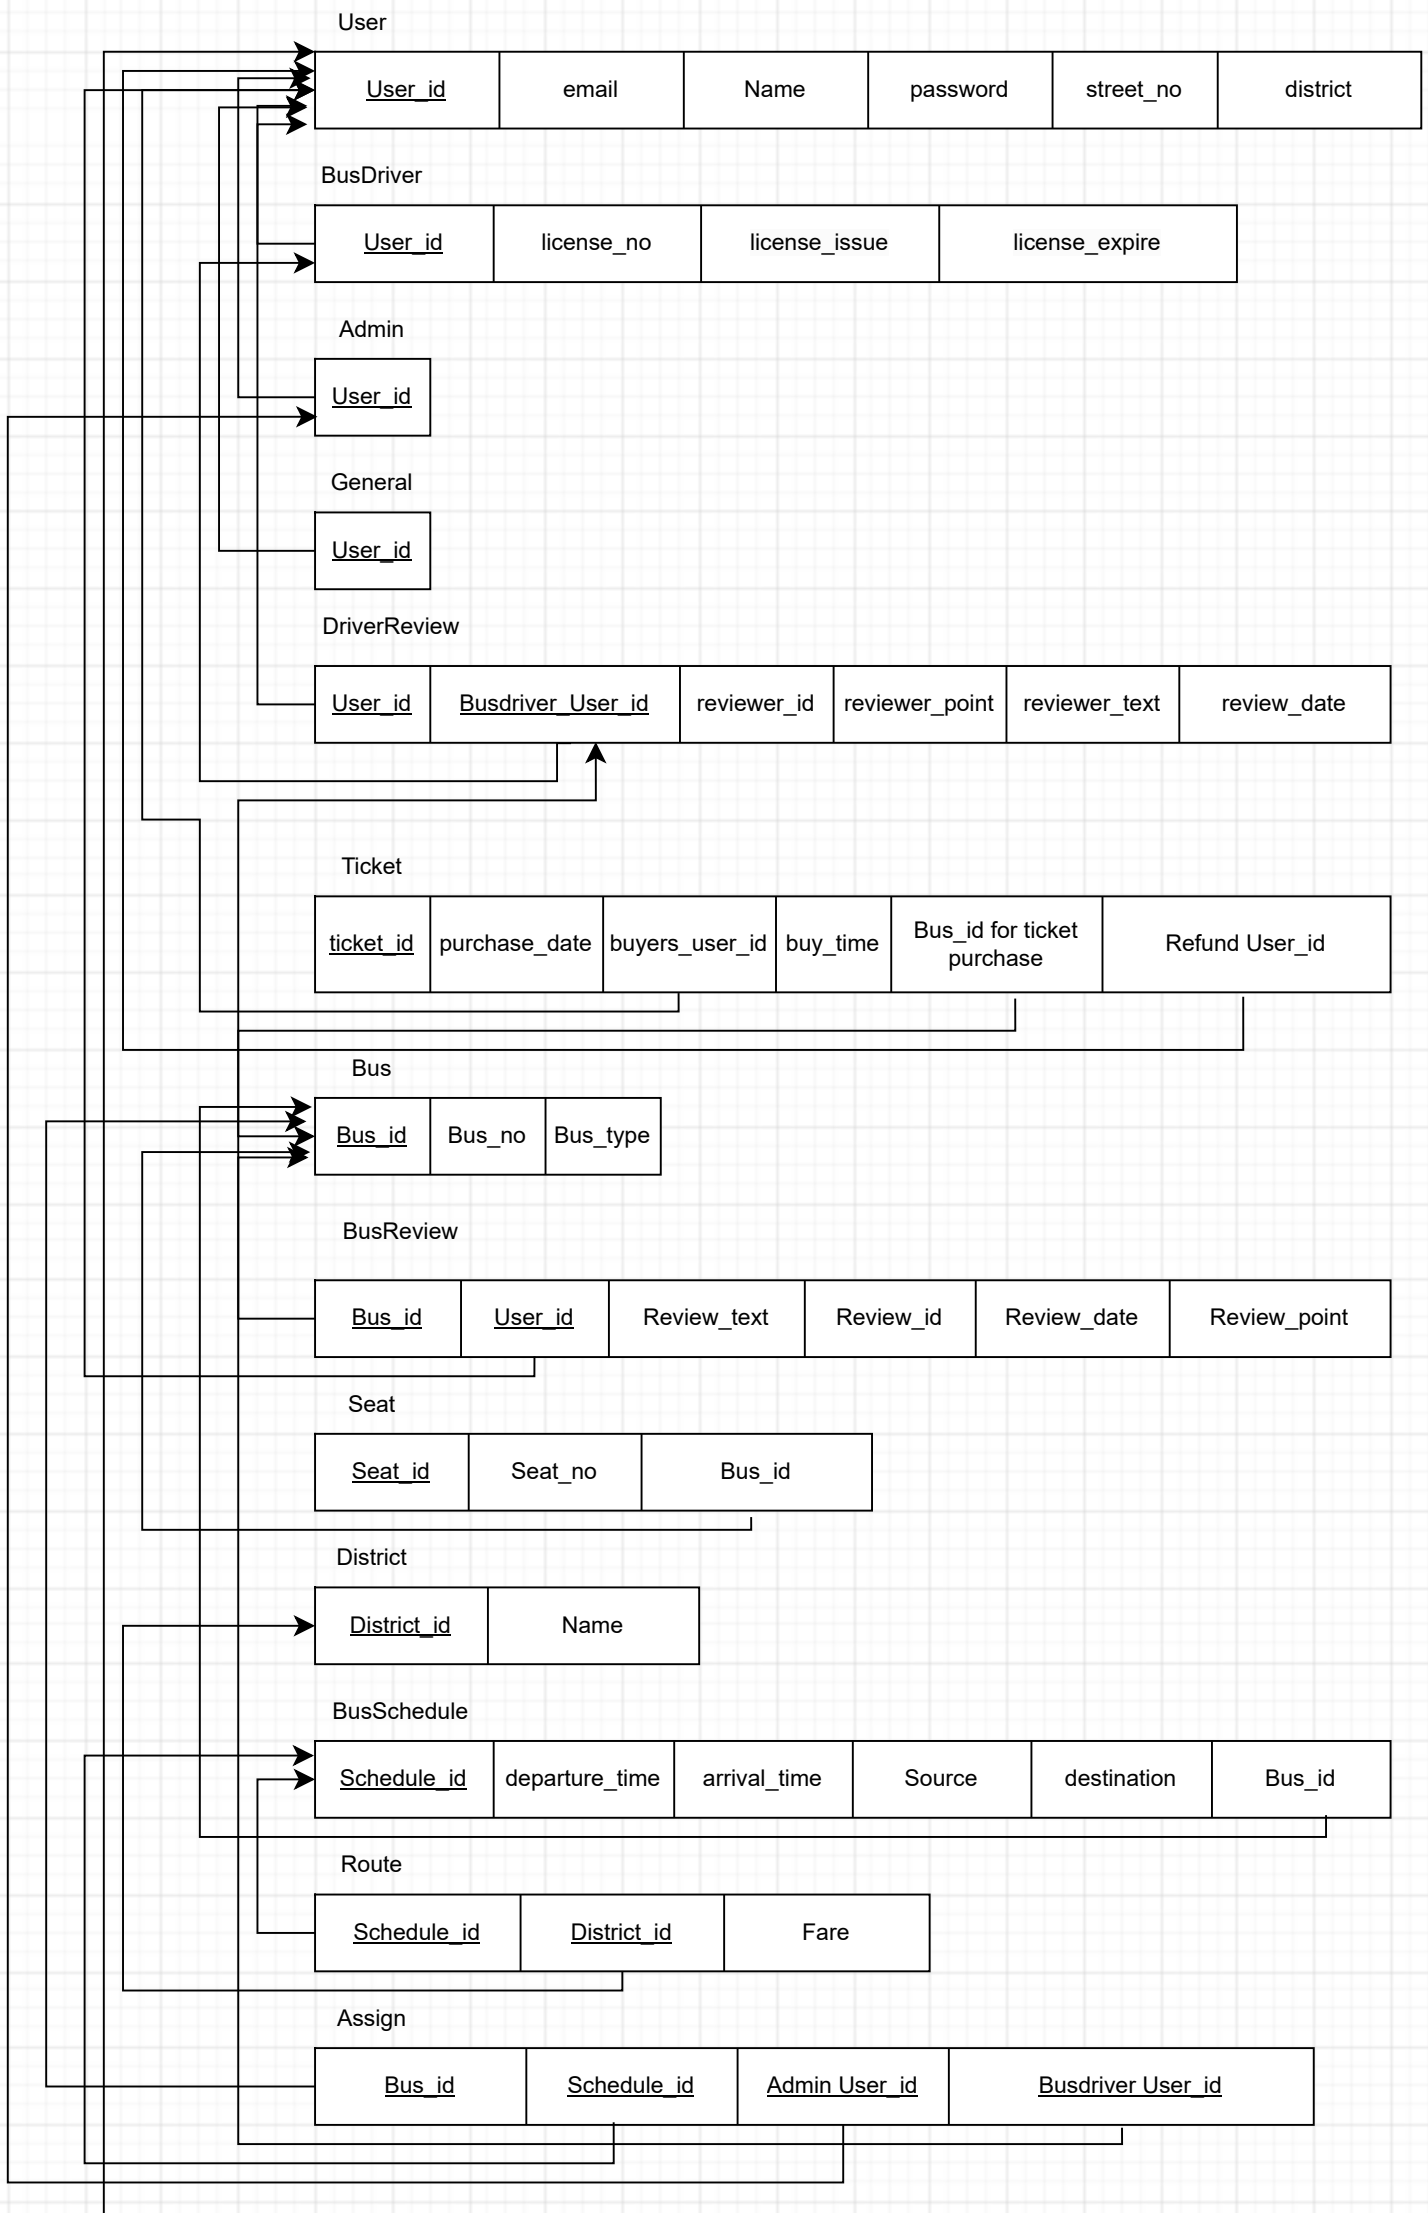 User
User_id email Name password street_no district
BusDriver
User_id license_no license_issue license_expire
Admin
User_id
General
User_id
DriverReview
User_id Busdriver_User_id reviewer_id reviewer_point reviewer_text review_date
Ticket
ticket_id purchase_date buyers_user_id buy_time Bus_id for ticket purchase Refund User_id
Bus
Bus_id Bus_no Bus_type
BusReview
Bus_id User_id Review_text Review_id Review_date Review_point
Seat
Seat_id Seat_no Bus_id
District
District_id Name
BusSchedule
Schedule_id departure_time arrival_time Source destination Bus_id
Route
Schedule_id District_id Fare
Assign
Bus_id Schedule_id Admin User_id Busdriver User_id